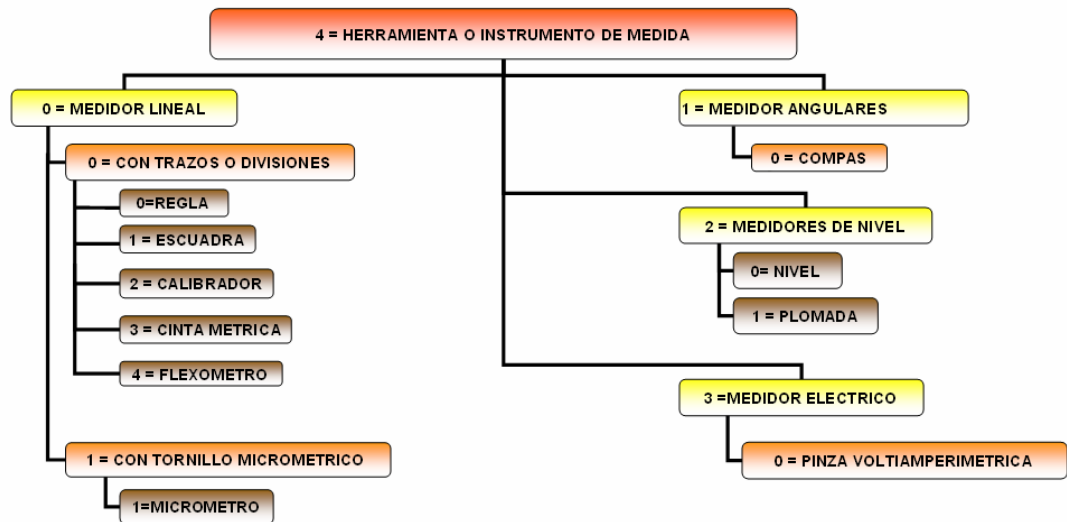 4 = HERRAMIENTA O INSTRUMENTO DE MEDIDA
0 = MEDIDOR LINEAL
0 = CON TRAZOS O DIVISIONES
0=REGLA
1 = ESCUADRA
2 = CALIBRADOR
3 = CINTA METRICA
4 = FLEXOMETRO
1 = CON TORNILLO MICROMETRICO
1=MICROMETRO
1 = MEDIDOR ANGULARES
0 = COMPAS
2 = MEDIDORES DE NIVEL
0= NIVEL
1 = PLOMADA
3 =MEDIDOR ELECTRICO
0 = PINZA VOLTIAMPERIMETRICA